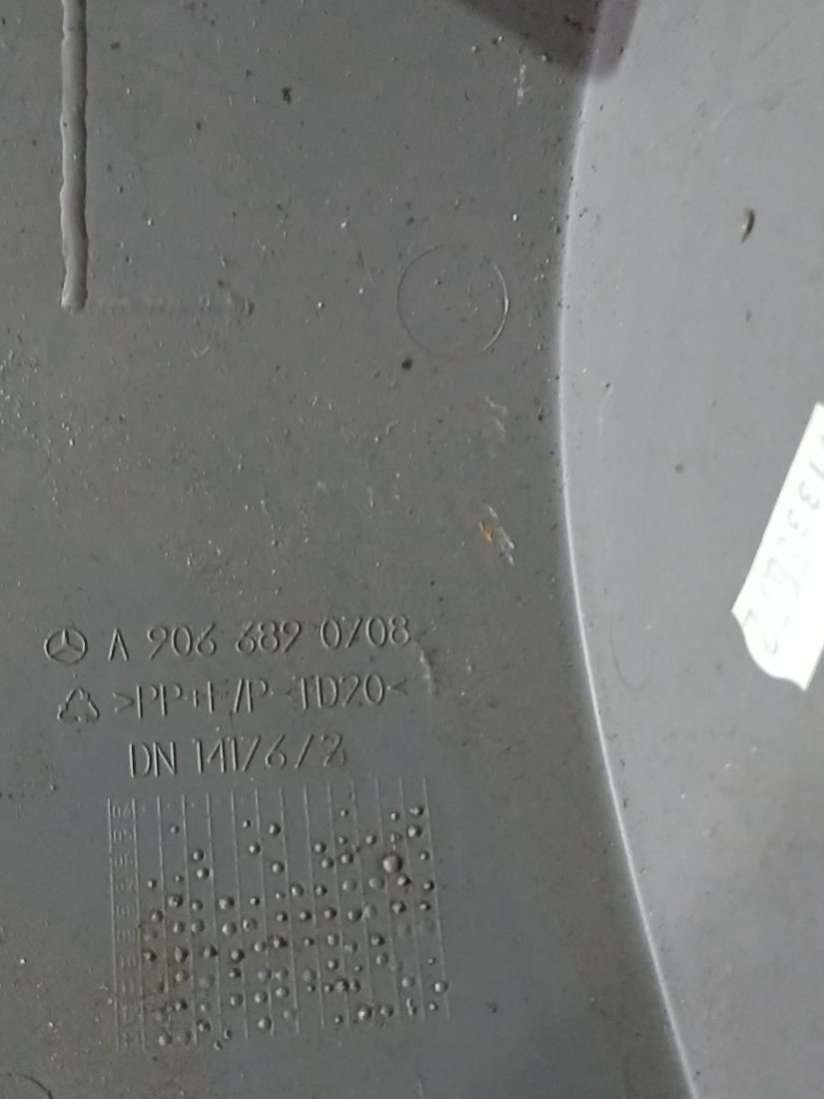 A 906 689 0708
>PP+E/P-TD20<
DN 14176/2